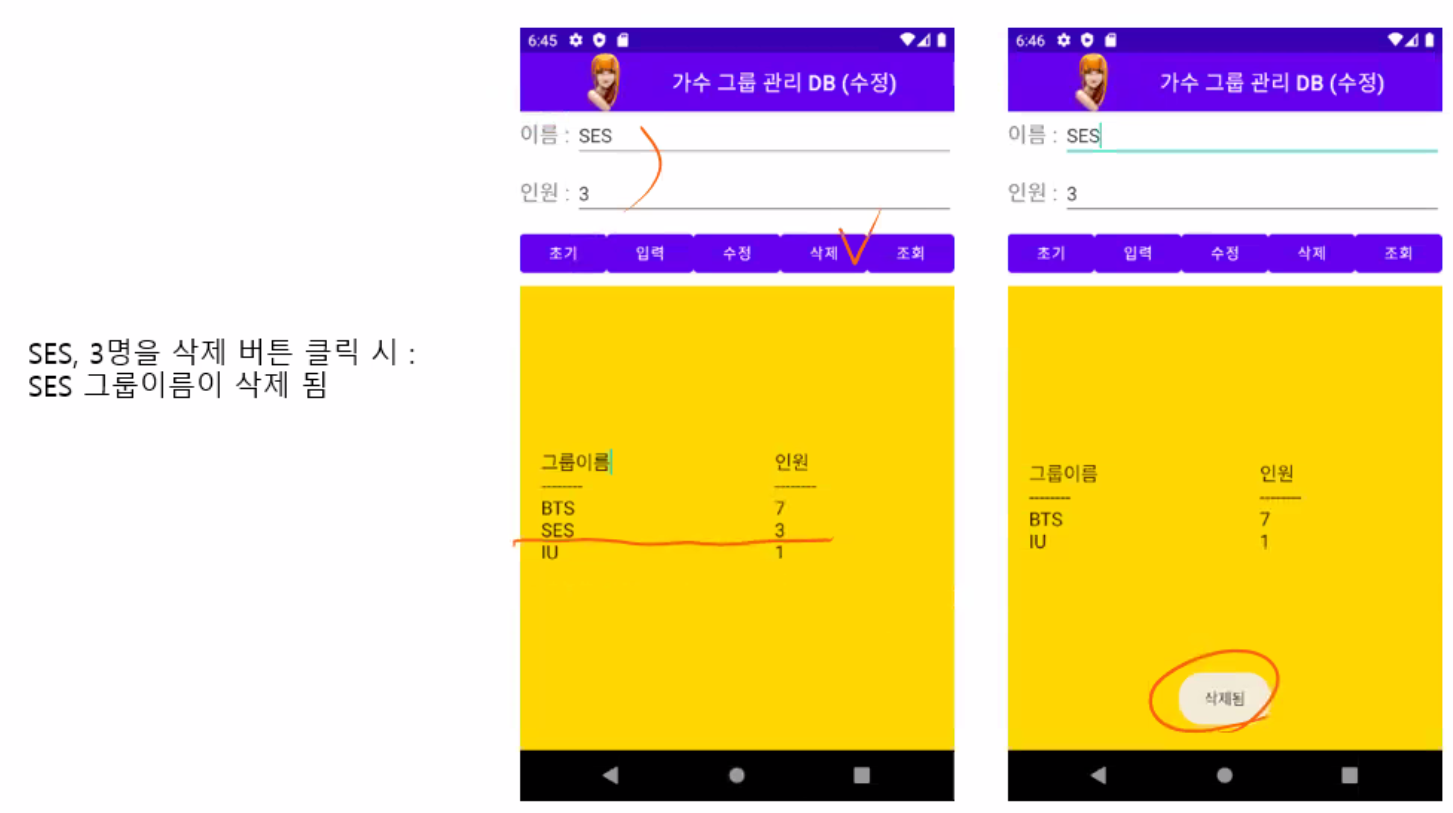 SES, 3명을 삭제 버튼 클릭 시 :
SES 그룹이름이 삭제 됨
6:45
가수 그룹 관리 DB (수정)
이름 : SES
인원 : 3
초기 입력 수정 삭제 조회
그룹이름 인원
-------- --------
BTS 7
SES 3
IU 1
6:46
가수 그룹 관리 DB (수정)
이름 : SES
인원 : 3
초기 입력 수정 삭제 조회
그룹이름 인원
-------- --------
BTS 7
IU 1
삭제됨